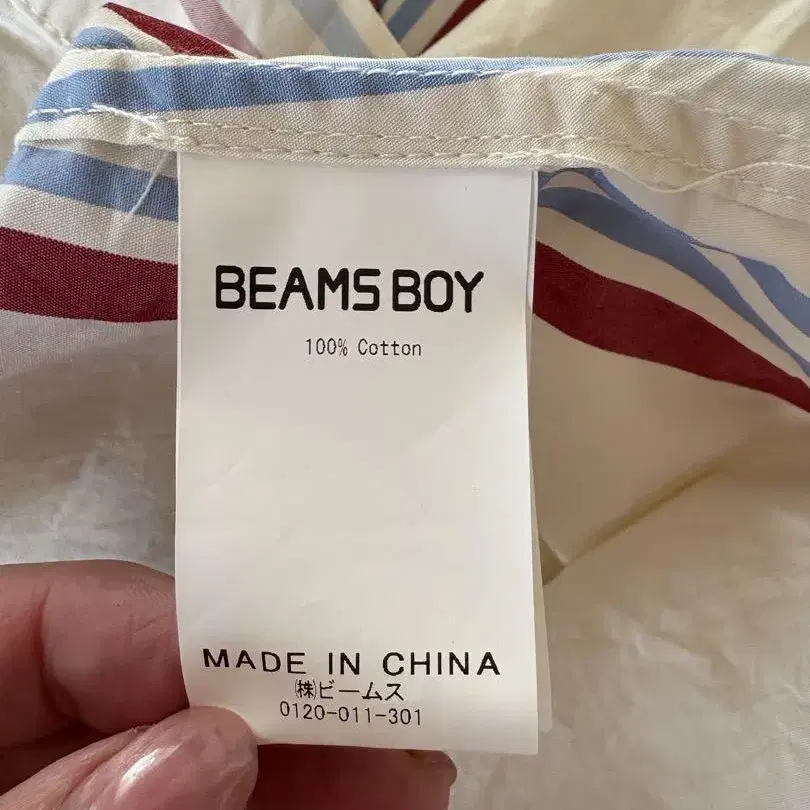 BEAMS BOY
100% Cotton
MADE IN CHINA
㈱ビームス
0120-011-301